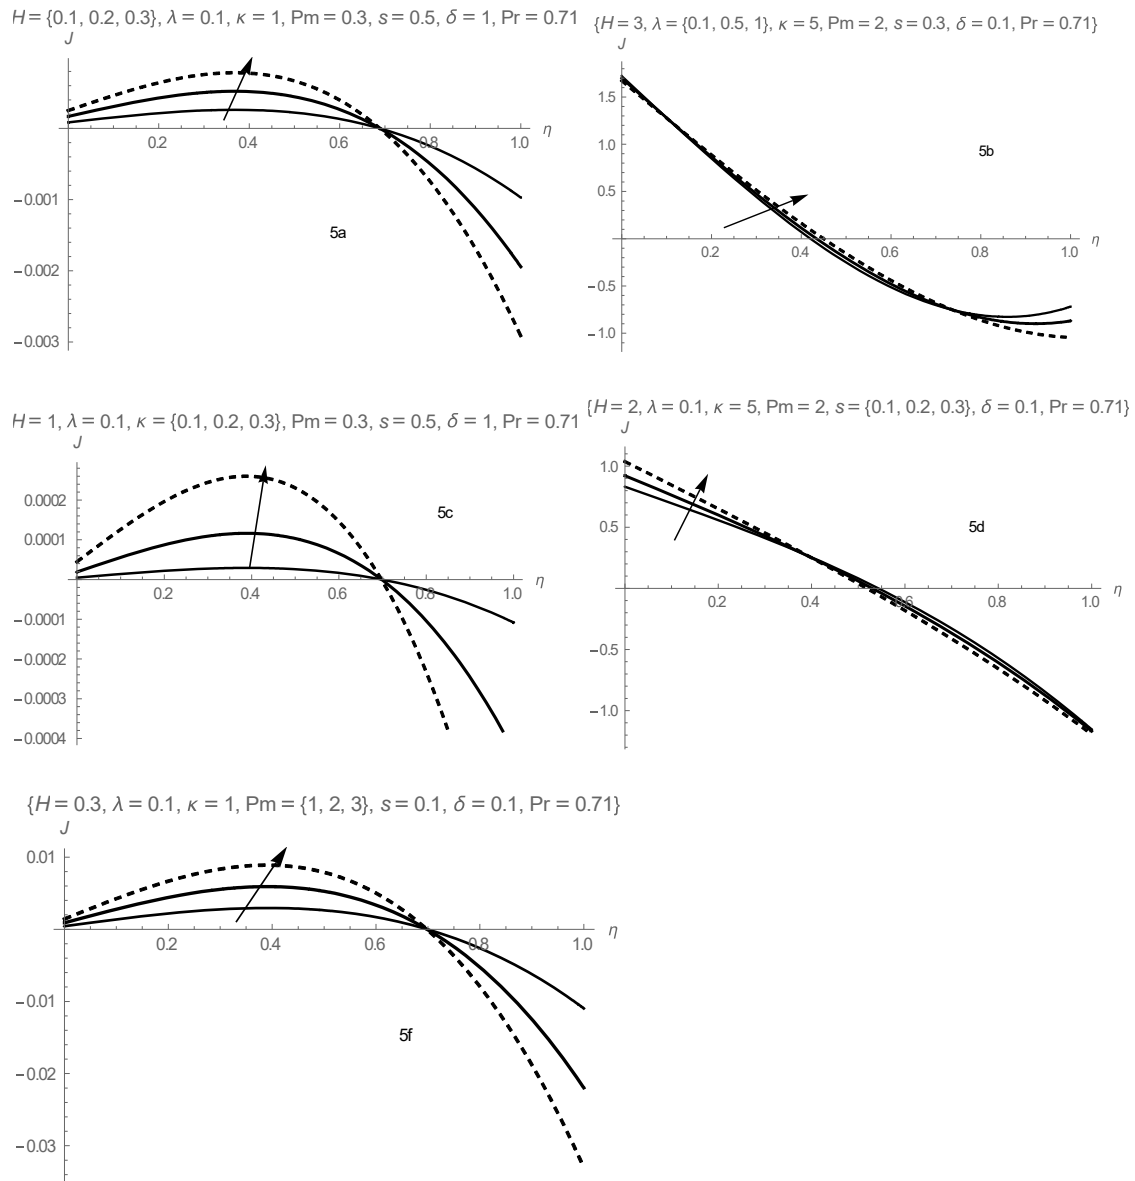 H = {0.1, 0.2, 0.3}, λ = 0.1, κ = 1, Pm = 0.3, s = 0.5, δ = 1, Pr = 0.71
J
0.2 0.4 0.6 0.8 1.0 η
−0.001
5a
−0.002
−0.003
{H = 3, λ = {0.1, 0.5, 1}, κ = 5, Pm = 2, s = 0.3, δ = 0.1, Pr = 0.71}
J
1.5
1.0
5b
0.5
0.2 0.4 0.6 0.8 1.0 η
−0.5
−1.0
H = 1, λ = 0.1, κ = {0.1, 0.2, 0.3}, Pm = 0.3, s = 0.5, δ = 1, Pr = 0.71
J
0.0002
5c
0.0001
0.2 0.4 0.6 0.8 1.0 η
−0.0001
−0.0002
−0.0003
−0.0004
{H = 2, λ = 0.1, κ = 5, Pm = 2, s = {0.1, 0.2, 0.3}, δ = 0.1, Pr = 0.71}
J
1.0
0.5
5d
0.2 0.4 0.6 0.8 1.0 η
−0.5
−1.0
{H = 0.3, λ = 0.1, κ = 1, Pm = {1, 2, 3}, s = 0.1, δ = 0.1, Pr = 0.71}
J
0.01
0.2 0.4 0.6 0.8 1.0 η
−0.01
5f
−0.02
−0.03